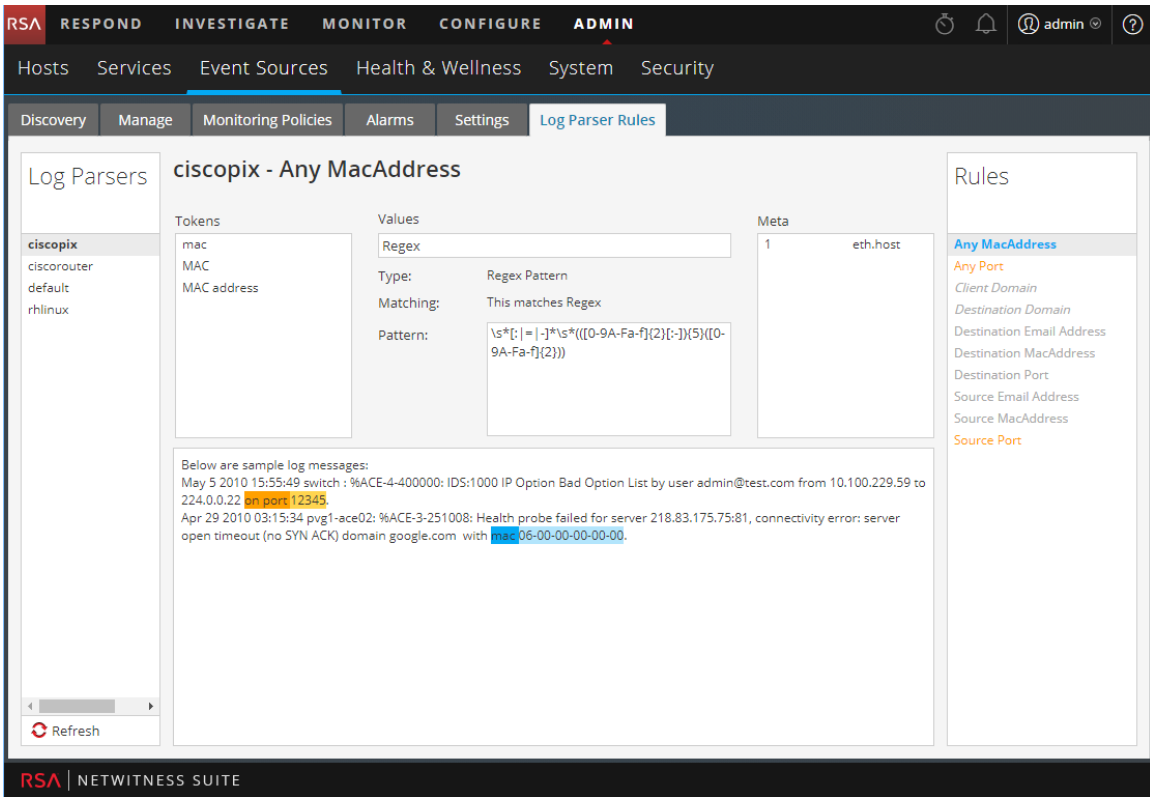 RSA RESPOND INVESTIGATE MONITOR CONFIGURE ADMIN admin ?
Hosts Services Event Sources Health & Wellness System Security
Discovery Manage Monitoring Policies Alarms Settings Log Parser Rules
Log Parsers
ciscopix
ciscorouter
default
rhlinux
Refresh
ciscopix - Any MacAddress
Tokens
mac
MAC
MAC address
Values
Regex
Type: Regex Pattern
Matching: This matches Regex
Pattern: \s*[:|=|-]*\s*(([0-9A-Fa-f]{2}[:-]){5}([0-
9A-Fa-f]{2}))
Meta
1 eth.host
Below are sample log messages:
May 5 2010 15:55:49 switch : %ACE-4-400000: IDS:1000 IP Option Bad Option List by user admin@test.com from 10.100.229.59 to
224.0.0.22 on port 12345.
Apr 29 2010 03:15:34 pvg1-ace02: %ACE-3-251008: Health probe failed for server 218.83.175.75:81, connectivity error: server
open timeout (no SYN ACK) domain google.com with mac 06-00-00-00-00-00.
Rules
Any MacAddress
Any Port
Client Domain
Destination Domain
Destination Email Address
Destination MacAddress
Destination Port
Source Email Address
Source MacAddress
Source Port
RSA NETWITNESS SUITE